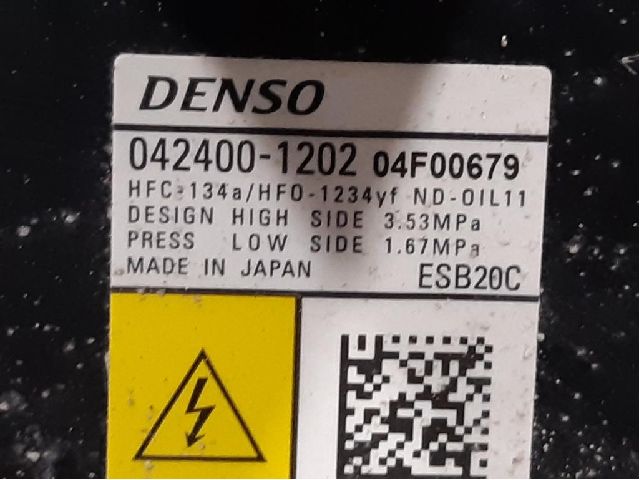 DENSO
042400-1202 04F00679
HFC-134a/HFO-1234yf ND-OIL11
DESIGN HIGH SIDE 3.53MPa
PRESS LOW SIDE 1.67MPa
MADE IN JAPAN ESB20C